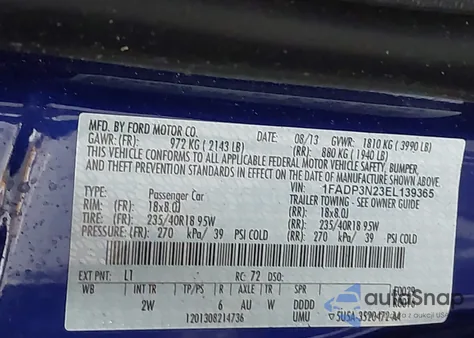 MFD. BY FORD MOTOR CO. DATE: 08/13 GVWR: 1810 KG ( 3990 LB)
GAWR: (FR): 972 KG ( 2143 LB) (RR): 880 KG ( 1940 LB)
THIS VEHICLE CONFORMS TO ALL APPLICABLE FEDERAL MOTOR VEHICLE SAFETY, BUMPER,
AND THEFT PREVENTION STANDARDS IN EFFECT ON THE DATE OF MANUFACTURE SHOWN ABOVE.
VIN: 1FADP3N23EL139365
TYPE: Passenger Car TRAILER TOWING - SEE OWNER GUIDE
RIM: (FR) 18x8.0J (RR): 18x8.0J
TIRE: (FR) 235/40R18 95W (RR): 235/40R18 95W
PRESSURE: (FR) 270 kPa/ 39 PSI COLD (RR): 270 kPa/ 39 PSI COLD
EXT PNT: L1 RC: 72 DSO:
WB INT TR TP/PS R AXLE TR SPR
2W 6 AU W DDDD
1201308214736 UMU ▽5USA-3520472-AA
autoSnap